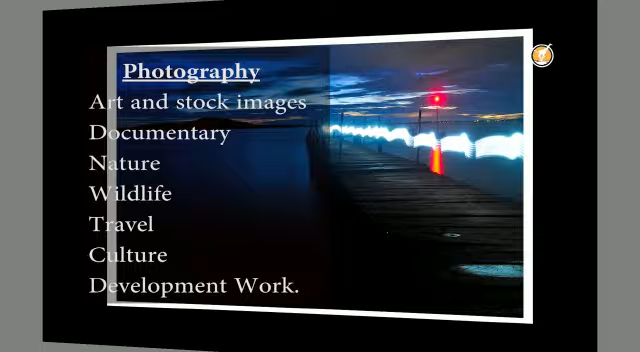 Photography
Art and stock images
Documentary
Nature
Wildlife
Travel
Culture
Development Work.